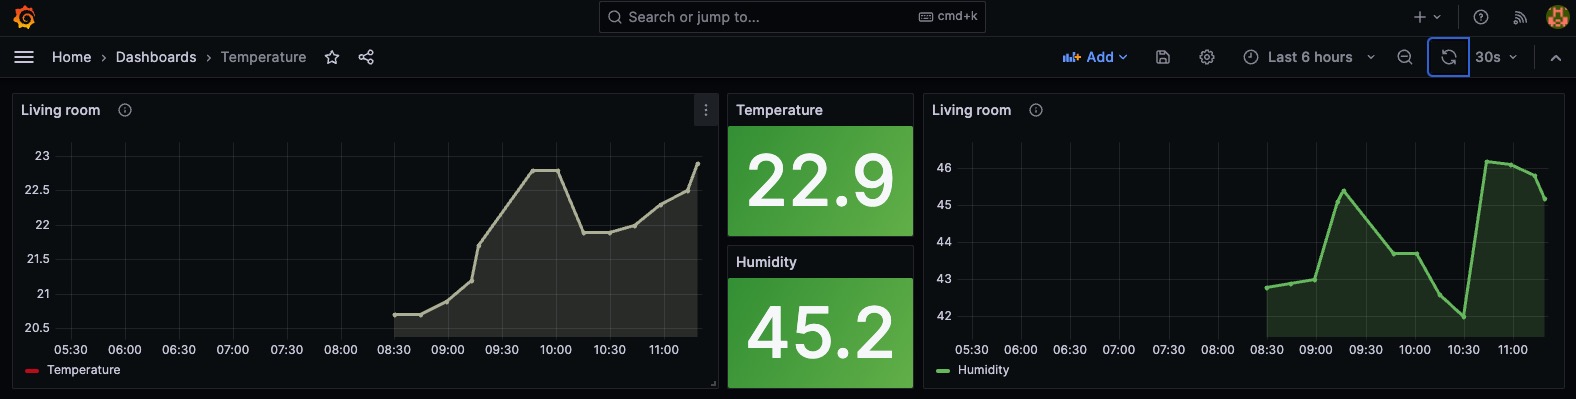 Search or jump to... cmd+k
Home › Dashboards › Temperature Add Last 6 hours 30s
Living room
23
22.5
22
21.5
21
20.5
05:30 06:00 06:30 07:00 07:30 08:00 08:30 09:00 09:30 10:00 10:30 11:00
Temperature
Temperature
22.9
Humidity
45.2
Living room
46
45
44
43
42
05:30 06:00 06:30 07:00 07:30 08:00 08:30 09:00 09:30 10:00 10:30 11:00
Humidity